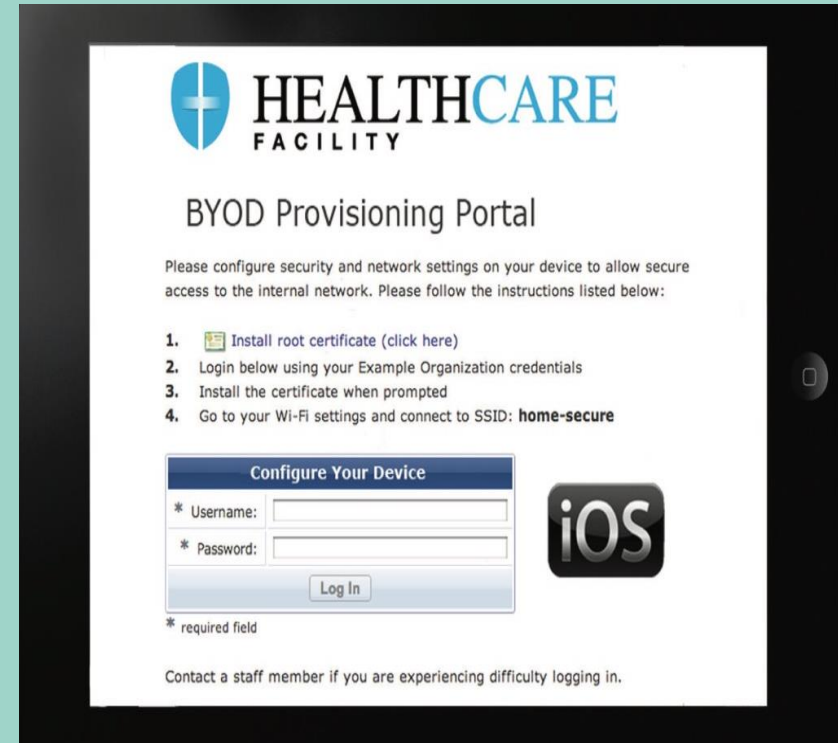 HEALTHCARE
FACILITY
BYOD Provisioning Portal
Please configure security and network settings on your device to allow secure
access to the internal network. Please follow the instructions listed below:
1. Install root certificate (click here)
2. Login below using your Example Organization credentials
3. Install the certificate when prompted
4. Go to your Wi-Fi settings and connect to SSID: home-secure
Configure Your Device
* Username:
* Password:
Log In
iOS
* required field
Contact a staff member if you are experiencing difficulty logging in.